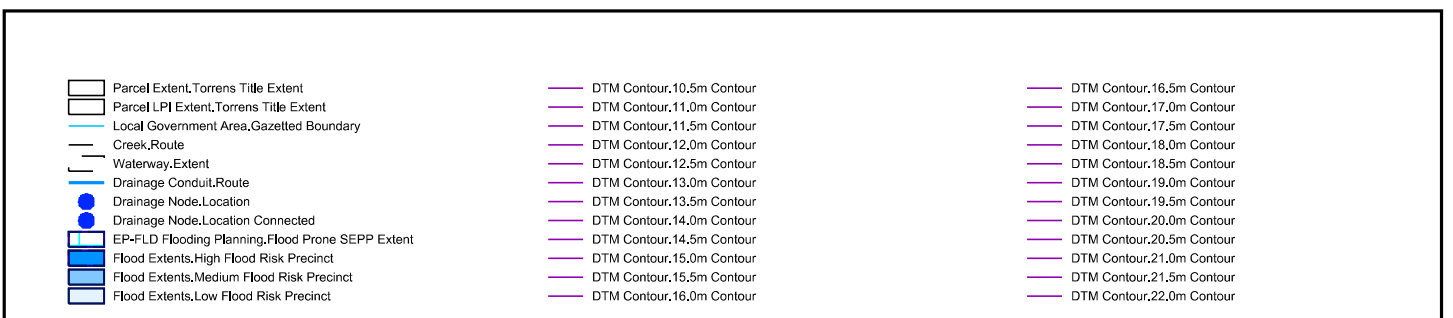 Parcel Extent.Torrens Title Extent
Parcel LPI Extent.Torrens Title Extent
Local Government Area.Gazetted Boundary
Creek.Route
Waterway.Extent
Drainage Conduit.Route
Drainage Node.Location
Drainage Node.Location Connected
EP-FLD Flooding Planning.Flood Prone SEPP Extent
Flood Extents.High Flood Risk Precinct
Flood Extents.Medium Flood Risk Precinct
Flood Extents.Low Flood Risk Precinct
DTM Contour.10.5m Contour
DTM Contour.11.0m Contour
DTM Contour.11.5m Contour
DTM Contour.12.0m Contour
DTM Contour.12.5m Contour
DTM Contour.13.0m Contour
DTM Contour.13.5m Contour
DTM Contour.14.0m Contour
DTM Contour.14.5m Contour
DTM Contour.15.0m Contour
DTM Contour.15.5m Contour
DTM Contour.16.0m Contour
DTM Contour.16.5m Contour
DTM Contour.17.0m Contour
DTM Contour.17.5m Contour
DTM Contour.18.0m Contour
DTM Contour.18.5m Contour
DTM Contour.19.0m Contour
DTM Contour.19.5m Contour
DTM Contour.20.0m Contour
DTM Contour.20.5m Contour
DTM Contour.21.0m Contour
DTM Contour.21.5m Contour
DTM Contour.22.0m Contour